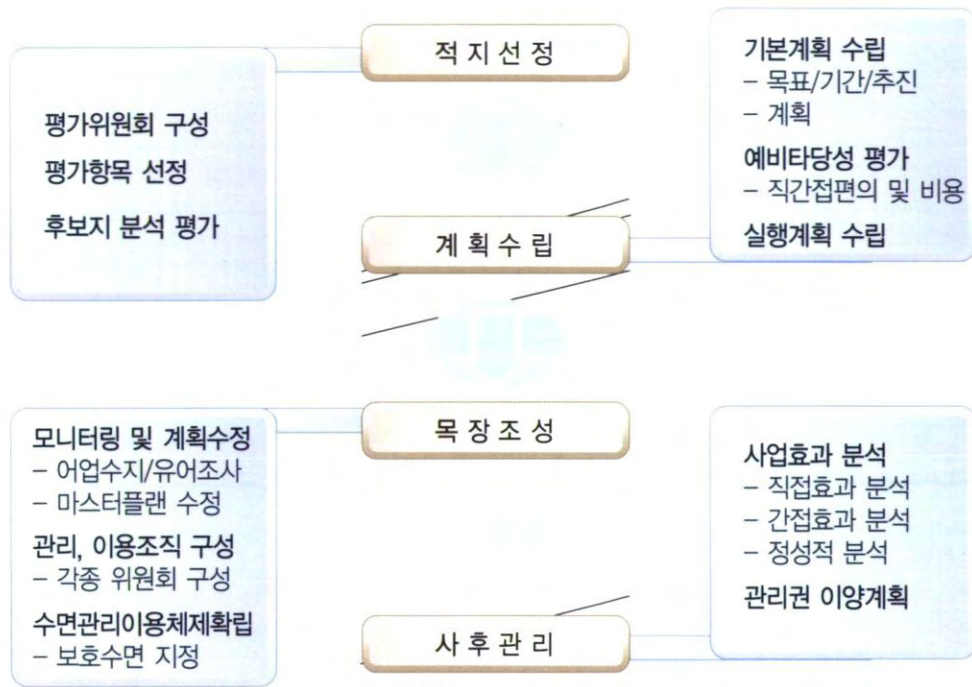 적지선정
평가위원회 구성
평가항목 선정
후보지 분석 평가
기본계획 수립
– 목표/기간/추진
– 계획
예비타당성 평가
– 직간접편의 및 비용
실행계획 수립
계획수립
목장조성
모니터링 및 계획수정
– 어업수지/유어조사
– 마스터플랜 수정
관리, 이용조직 구성
– 각종 위원회 구성
수면관리이용체제확립
– 보호수면 지정
사업효과 분석
– 직접효과 분석
– 간접효과 분석
– 정성적 분석
관리권 이양계획
사후관리